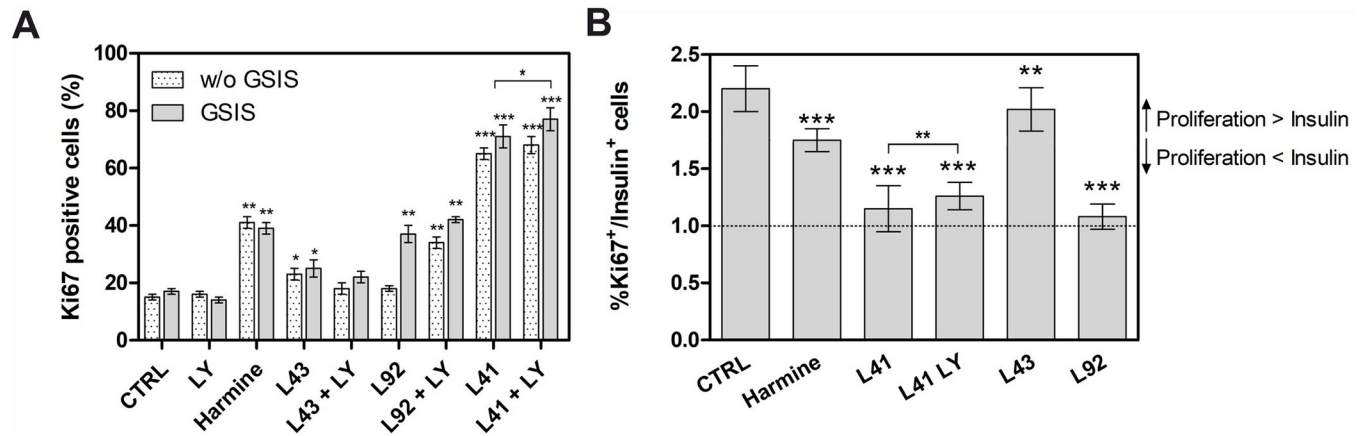 A
Ki67 positive cells (%)
100
80
60
40
20
0
w/o GSIS
GSIS
**
**
*
*
**
**
**
***
***
*
***
***
CTRL
LY
Harmine
L43
L43 + LY
L92
L92 + LY
L41
L41 + LY
B
%Ki67+/Insulin+ cells
2.5
2.0
1.5
1.0
0.5
0.0
***
***
**
***
**
***
Proliferation > Insulin
Proliferation < Insulin
CTRL
Harmine
L41
L41 LY
L43
L92